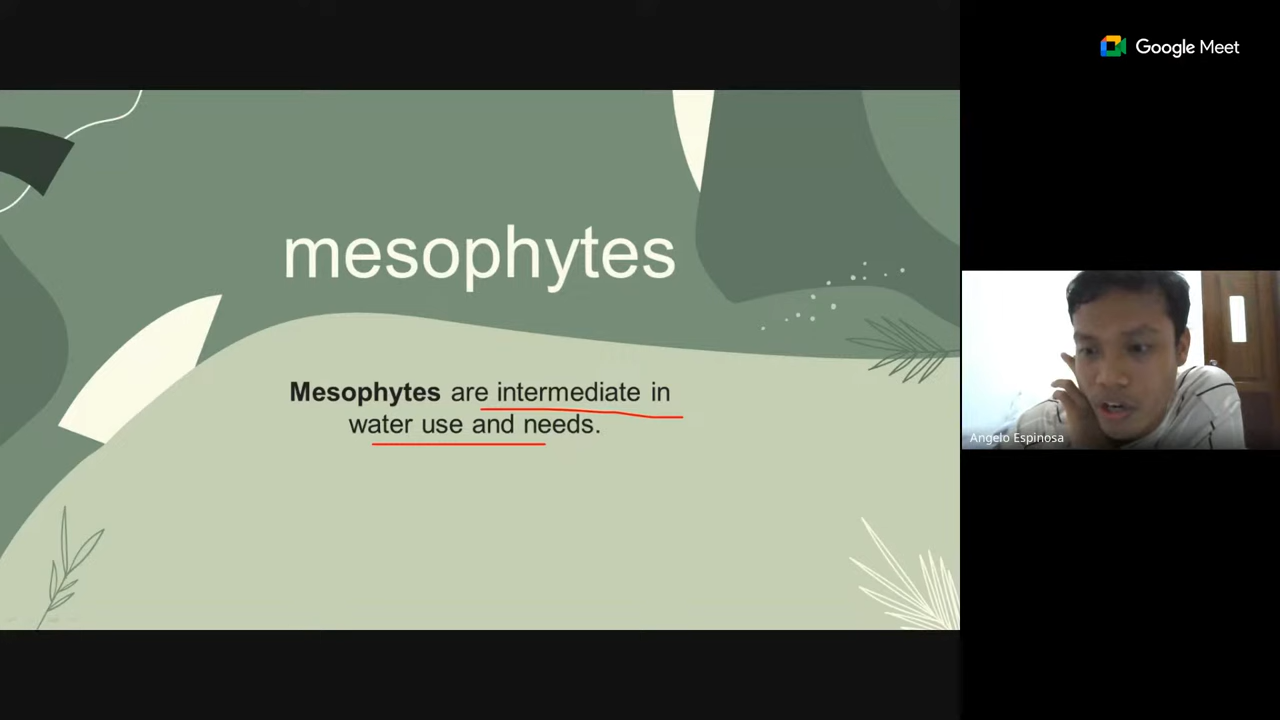 Google Meet
mesophytes
Mesophytes are intermediate in
water use and needs.
Angelo Espinosa